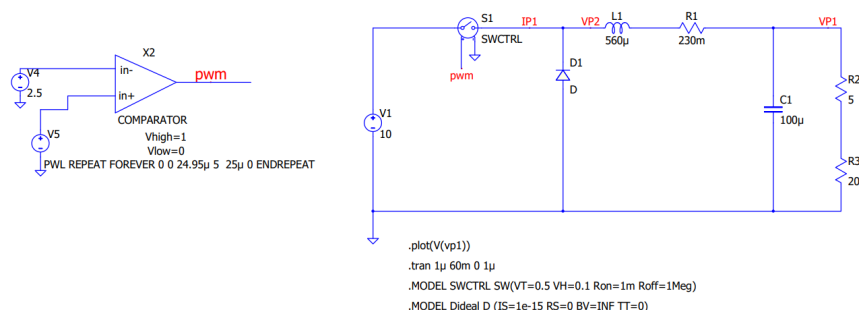 X2
V4
2.5
in-
in+
pwm
COMPARATOR
Vhigh=1
Vlow=0
V5
PWL REPEAT FOREVER 0 0 24.95µ 5 25µ 0 ENDREPEAT
S1
SWCTRL
pwm
IP1
VP2
L1
560µ
R1
230m
VP1
D1
D
V1
10
C1
100µ
R2
5
R3
20
.plot(V(vp1))
.tran 1µ 60m 0 1µ
.MODEL SWCTRL SW(VT=0.5 VH=0.1 Ron=1m Roff=1Meg)
.MODEL Dideal D (IS=1e-15 RS=0 BV=INF TT=0)